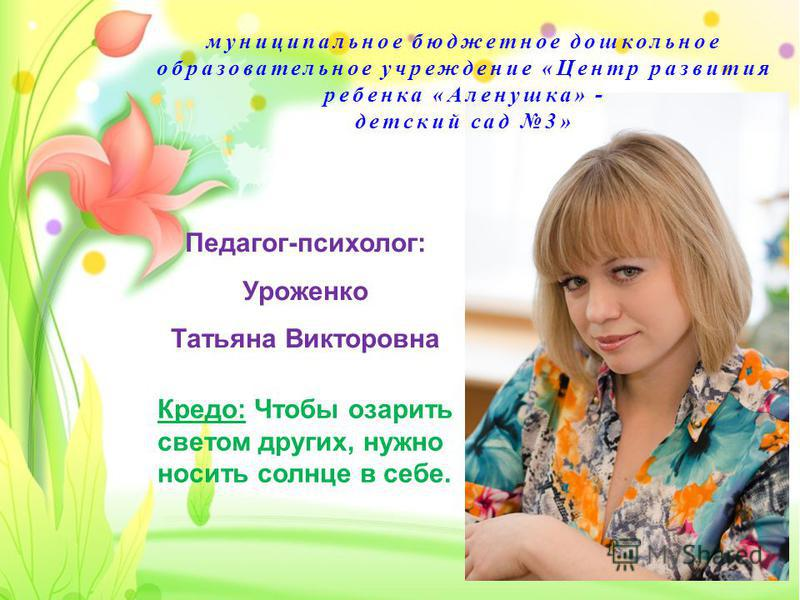 муниципальное бюджетное дошкольное
образовательное учреждение «Центр развития
ребенка «Аленушка» -
детский сад №3»
Педагог-психолог:
Уроженко
Татьяна Викторовна
Кредо: Чтобы озарить
светом других, нужно
носить солнце в себе.
MyShared